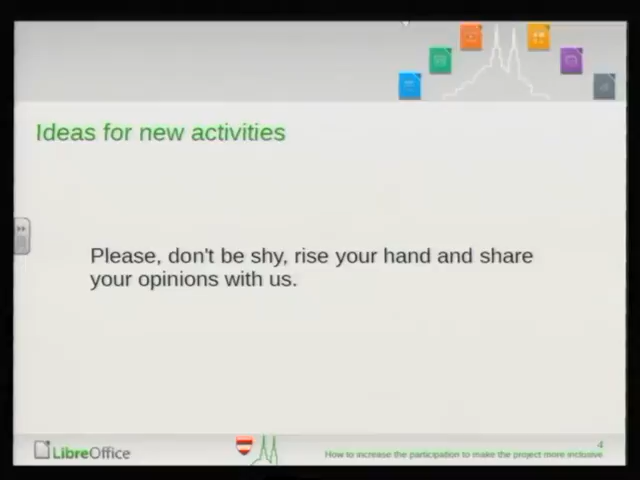 Ideas for new activities
Please, don't be shy, rise your hand and share
your opinions with us.
4
LibreOffice
How to increase the participation to make the project more inclusive